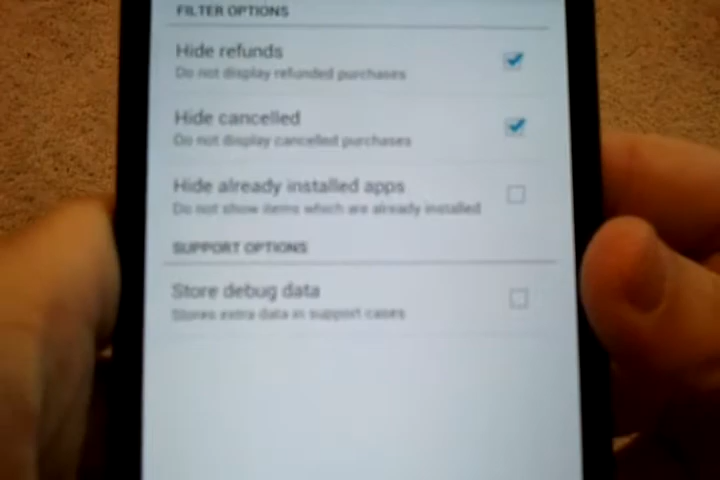 FILTER OPTIONS
Hide refunds
Do not display refunded purchases
Hide cancelled
Do not display cancelled purchases
Hide already installed apps
Do not show items which are already installed
SUPPORT OPTIONS
Store debug data
Stores extra data in support cases